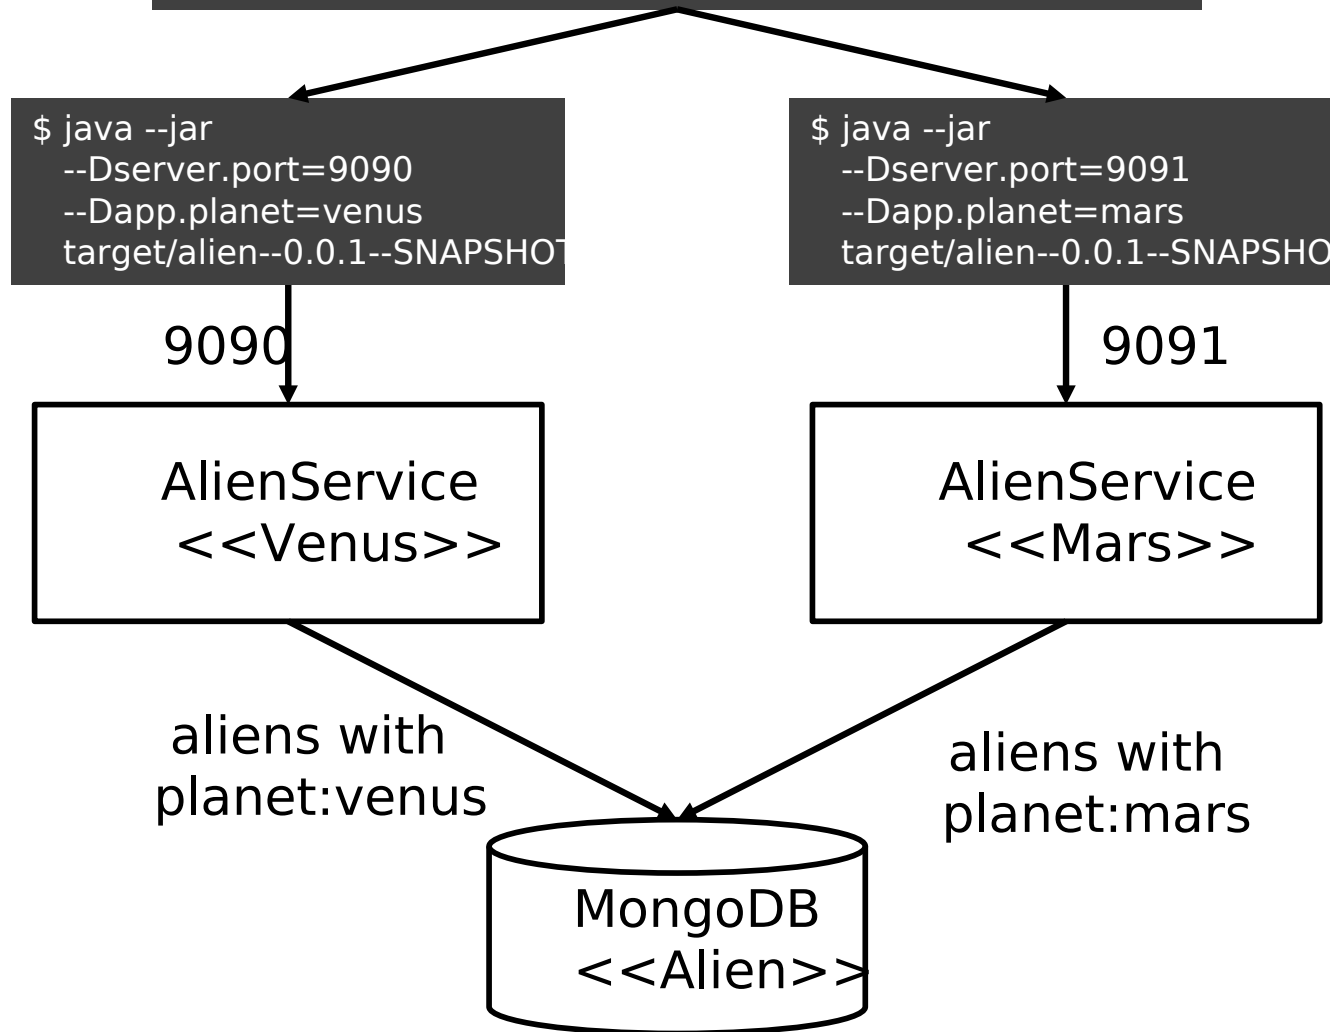 $ java --jar
--Dserver.port=9090
--Dapp.planet=venus
target/alien--0.0.1--SNAPSHOT
$ java --jar
--Dserver.port=9091
--Dapp.planet=mars
target/alien--0.0.1--SNAPSHO
9090
9091
AlienService
<<Venus>>
AlienService
<<Mars>>
aliens with
planet:venus
aliens with
planet:mars
MongoDB
<<Alien>>